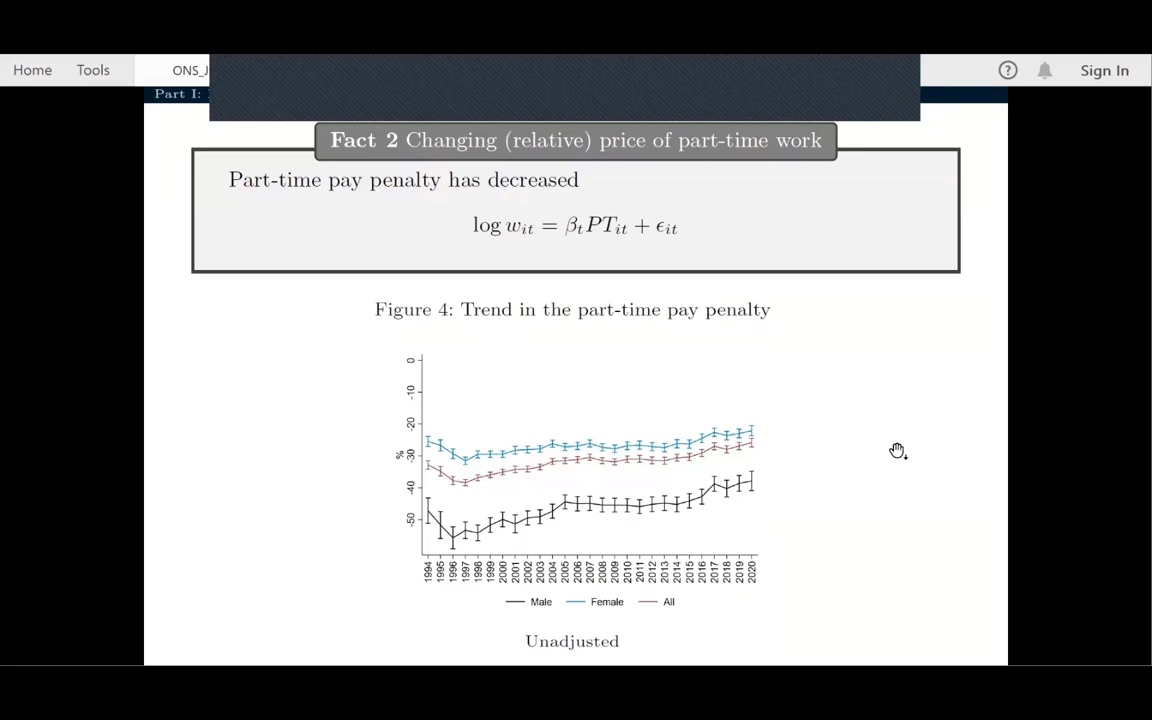 Home Tools ONS_J Sign In
Part I:
Fact 2 Changing (relative) price of part-time work
Part-time pay penalty has decreased
log w_it = β_t PT_it + ϵ_it
Figure 4: Trend in the part-time pay penalty
0
-10
-20
-30
-40
-50
%
1994 1995 1996 1997 1998 1999 2000 2001 2002 2003 2004 2005 2006 2007 2008 2009 2010 2011 2012 2013 2014 2015 2016 2017 2018 2019 2020
Male Female All
Unadjusted